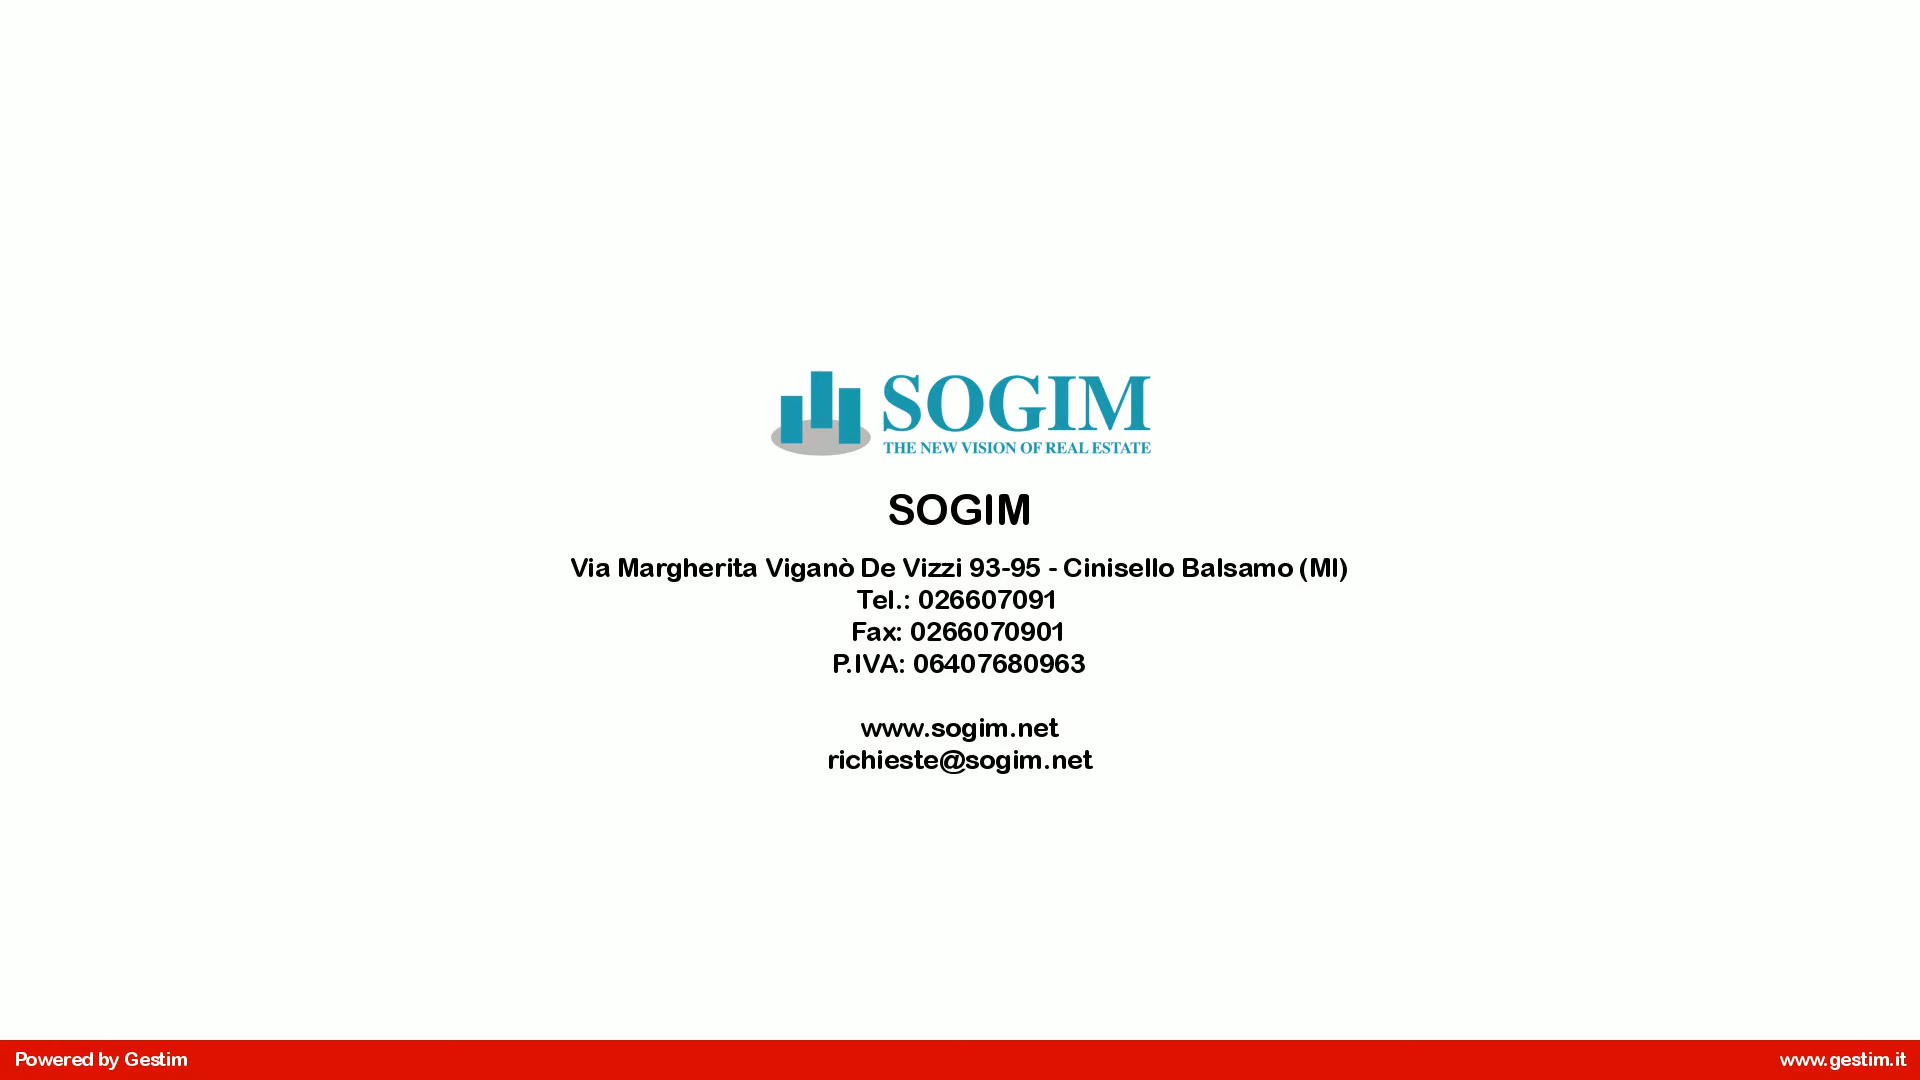 SOGIM
THE NEW VISION OF REAL ESTATE
SOGIM
Via Margherita Viganò De Vizzi 93-95 - Cinisello Balsamo (MI)
Tel.: 026607091
Fax: 0266070901
P.IVA: 06407680963
www.sogim.net
richieste@sogim.net
Powered by Gestim
www.gestim.it